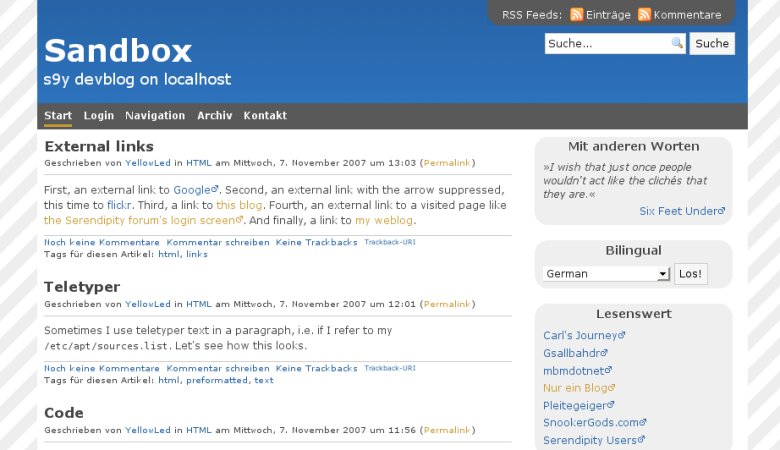 RSS Feeds: Einträge Kommentare
Sandbox
s9y devblog on localhost
Suche... Suche
Start Login Navigation Archiv Kontakt
External links
Geschrieben von YellowLed in HTML am Mittwoch, 7. November 2007 um 13:03 (Permalink)
First, an external link to Google. Second, an external link with the arrow suppressed,
this time to flickr. Third, a link to this blog. Fourth, an external link to a visited page like
the Serendipity forum's login screen. And finally, a link to my weblog.
Noch keine Kommentare Kommentar schreiben Keine Trackbacks Trackback-URI
Tags für diesen Artikel: html, links
Teletyper
Geschrieben von YellowLed in HTML am Mittwoch, 7. November 2007 um 12:01 (Permalink)
Sometimes I use teletyper text in a paragraph, i.e. if I refer to my
/etc/apt/sources.list. Let's see how this looks.
Noch keine Kommentare Kommentar schreiben Keine Trackbacks Trackback-URI
Tags für diesen Artikel: html, preformatted, text
Code
Geschrieben von YellowLed in HTML am Mittwoch, 7. November 2007 um 11:56 (Permalink)
Mit anderen Worten
»I wish that just once people
wouldn't act like the clichés that
they are.«
Six Feet Under
Bilingual
German Los!
Lesenswert
Carl's Journey
Gsallbahdr
mbmdotnet
Nur ein Blog
Pleitegeiger
SnookerGods.com
Serendipity Users